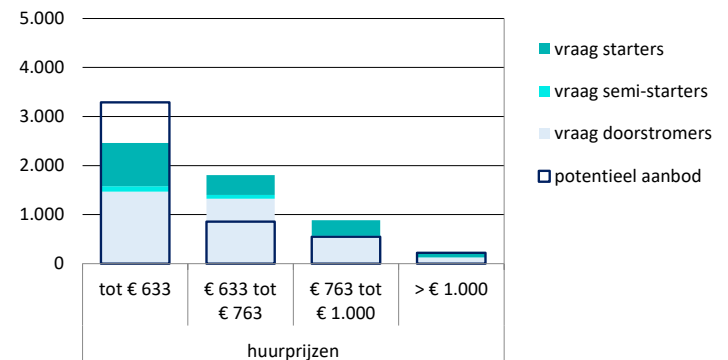 5.000
4.000
3.000
2.000
1.000
0
tot € 633
€ 633 tot
€ 763
€ 763 tot
€ 1.000
> € 1.000
huurprijzen
vraag starters
vraag semi-starters
vraag doorstromers
potentieel aanbod